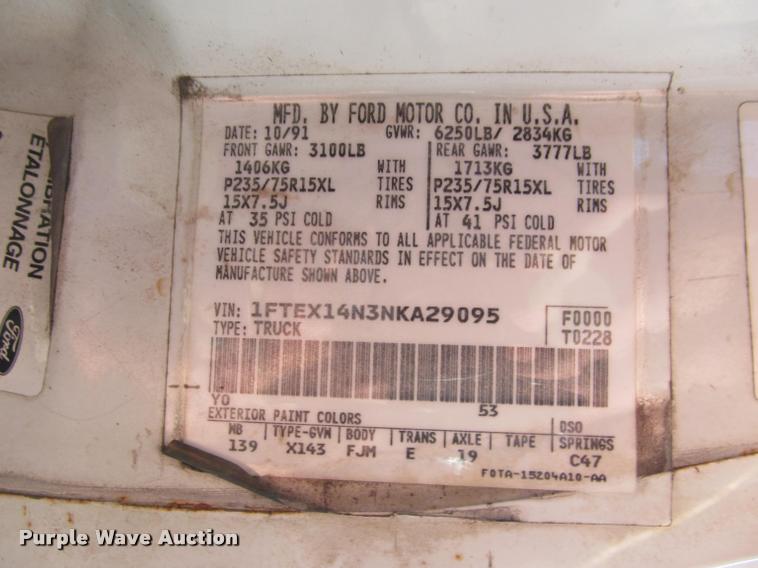 MFD. BY FORD MOTOR CO. IN U.S.A.
DATE: 10/91 GVWR: 6250LB/ 2834KG
FRONT GAWR: 3100LB REAR GAWR: 3777LB
1406KG WITH 1713KG WITH
P235/75R15XL TIRES P235/75R15XL TIRES
15X7.5J RIMS 15X7.5J RIMS
AT 35 PSI COLD AT 41 PSI COLD
THIS VEHICLE CONFORMS TO ALL APPLICABLE FEDERAL MOTOR
VEHICLE SAFETY STANDARDS IN EFFECT ON THE DATE OF
MANUFACTURE SHOWN ABOVE.
VIN: 1FTEX14N3NKA29095 F0000
TYPE: TRUCK T0228
YO 53
EXTERIOR PAINT COLORS DSO
WB TYPE-GVW BODY TRANS AXLE TAPE SPRINGS
139 X143 FJM E 19 C47
F0TA-15204A10-AA
ETALONNAGE
Ford
Purple Wave Auction